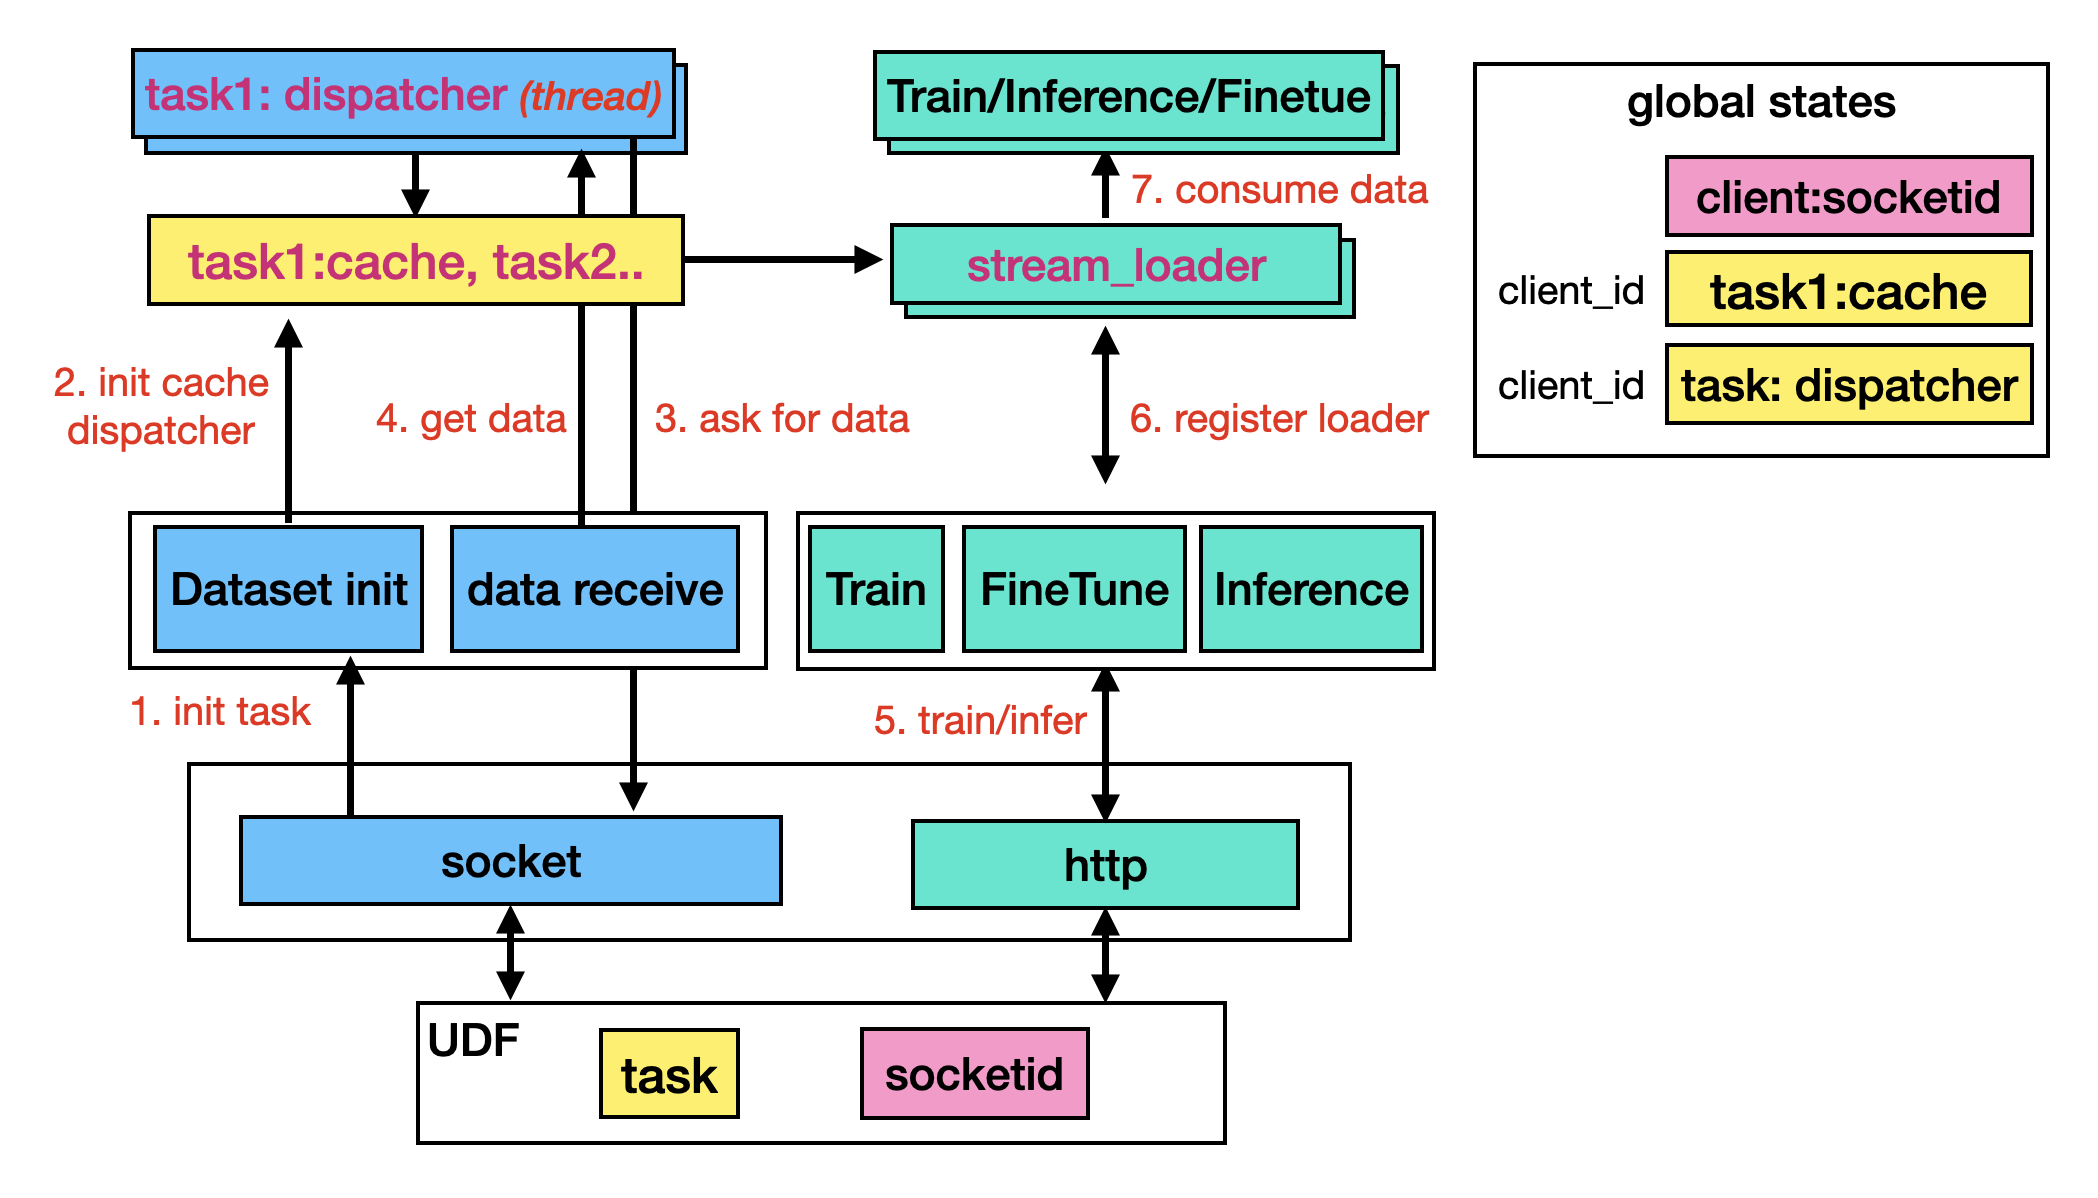 task1: dispatcher (thread)
Train/Inference/Finetue
global states
7. consume data
client:socketid
task1:cache, task2..
stream_loader
client_id task1:cache
2. init cache
dispatcher
4. get data
3. ask for data
6. register loader
client_id task: dispatcher
Dataset init
data receive
Train
FineTune
Inference
1. init task
5. train/infer
socket
http
UDF
task
socketid